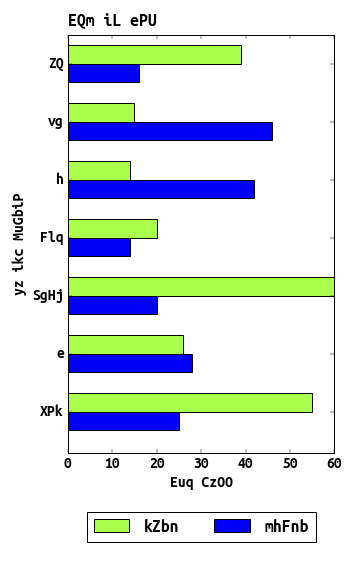 EQm iL ePU
ZQ
vg
h
Flq
SgHj
e
XPk
yz ikc MuGbiP
0 10 20 30 40 50 60
Euq CzOO
kZbn mhFnb